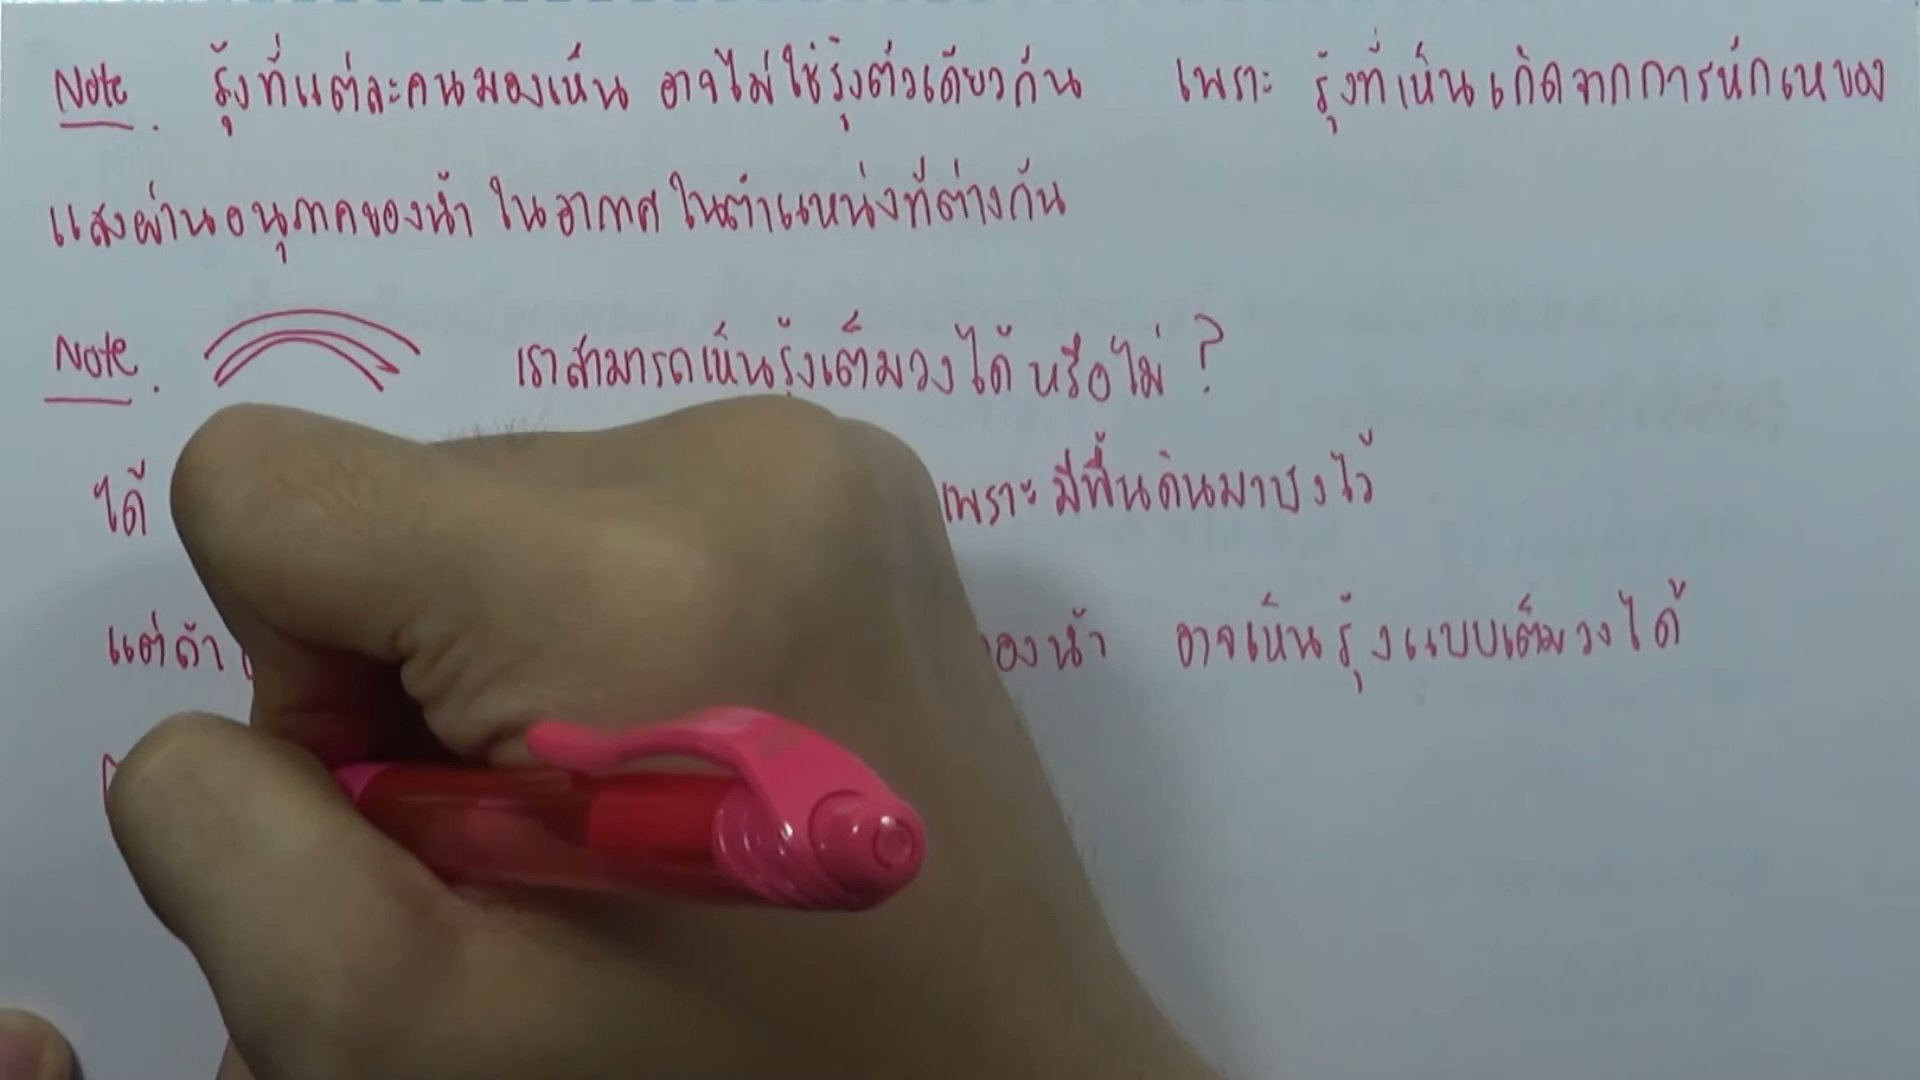 Note. รุ้งที่แต่ละคนมองเห็น อาจไม่ใช่รุ้งตัวเดียวกัน เพราะ รุ้งที่เห็นเกิดจากการหักเหของ
แสงผ่านอนุภาคของน้ำ ในอากาศ ในตำแหน่งที่ต่างกัน
Note. เราสามารถเห็นรุ้งเต็มวงได้ หรือไม่ ?
ได้ เพราะ มีพื้นดินมาบังไว้
แต่ถ้า ของน้ำ อาจเห็นรุ้งแบบเต็มวงได้